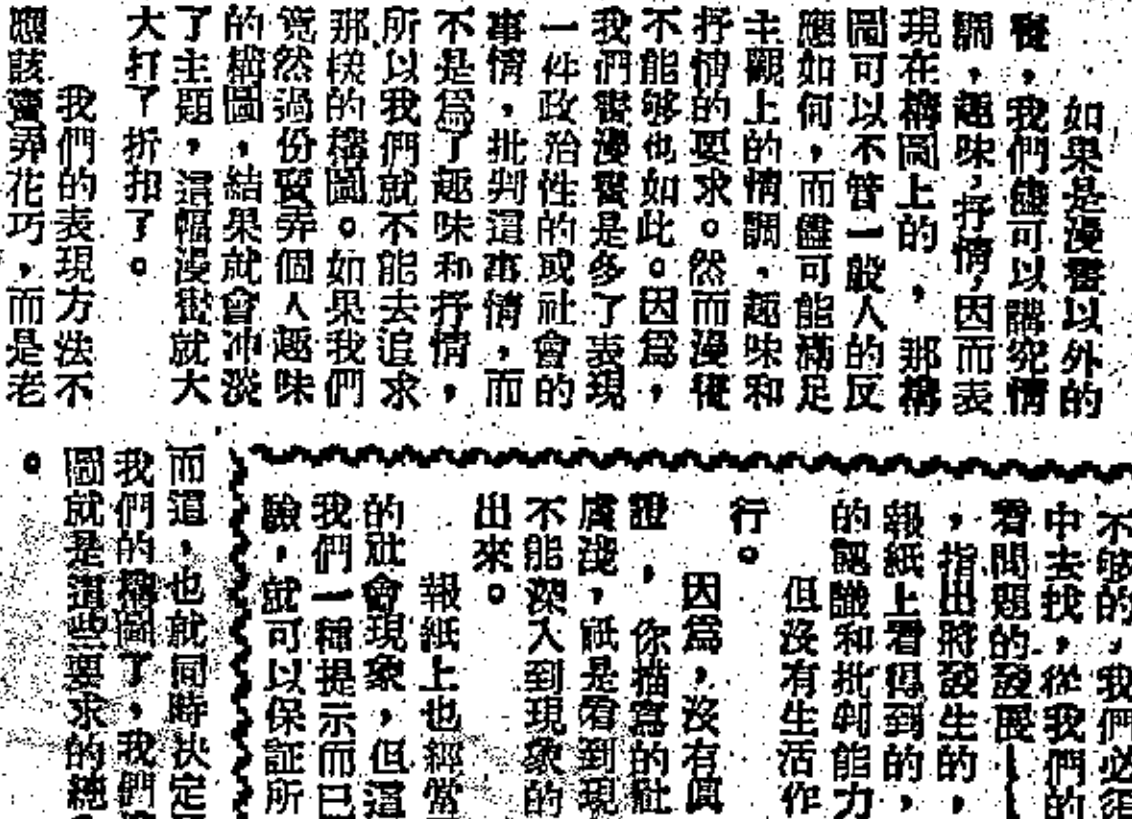 如果是漫畫以外的
畫,我們儘可以講究情
調,趣味,抒情,因而表
現在構圖上的,那構
圖可以不管一般人的反
應如何,而儘可能滿足
主觀上的情調,趣味和
抒情的要求。然而漫畫
不能够也如此。因爲,
我們畫漫畫是多了表現
一件政治性的或社會的
事情,批判這事情,而
不是爲了趣味和抒情,
所以我們就不能去追求
那樣的構圖。如果我們
竟然過份賣弄個人趣味
的構圖,結果就會冲淡
了主題,這幅漫畫就大
大打了折扣了。
我們的表現方法不
應該賣弄花巧,而是老
不够的,我們必須
中去找,從我們的
看問題的發展
,指出將發生的,
報紙上看得到的,
的認識和批判能力
但沒有生活作
行。
因爲,沒有眞
證,你描寫的社
膚淺,祇是看到現
不能深入到現象的
出來。
報紙上也經常
的社會現象,但這
我們一種提示而已
驗,就可以保証所
而這,也就同時決定
我們的構圖了,我們
圖就是這些要求的總
。